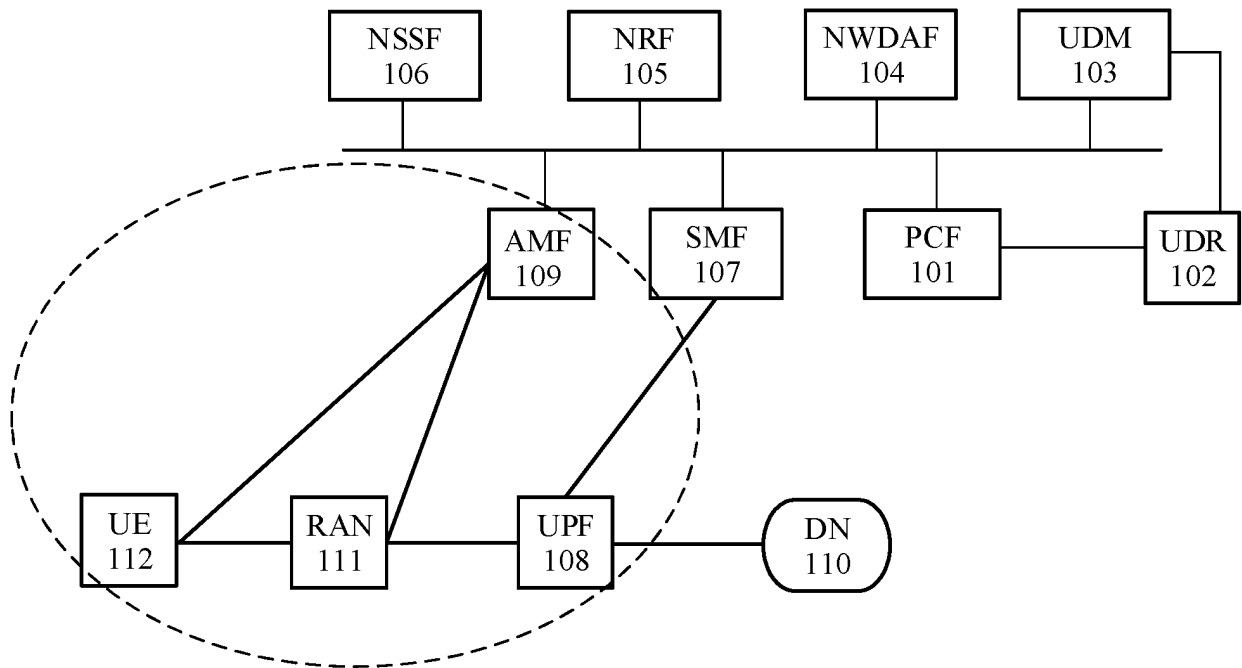 NSSF
106
NRF
105
NWDAF
104
UDM
103
AMF
109
SMF
107
PCF
101
UDR
102
UE
112
RAN
111
UPF
108
DN
110